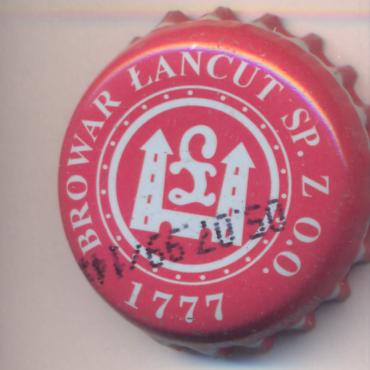 BROWAR ŁAŃCUT SP. Z O.O.
1777
Ł